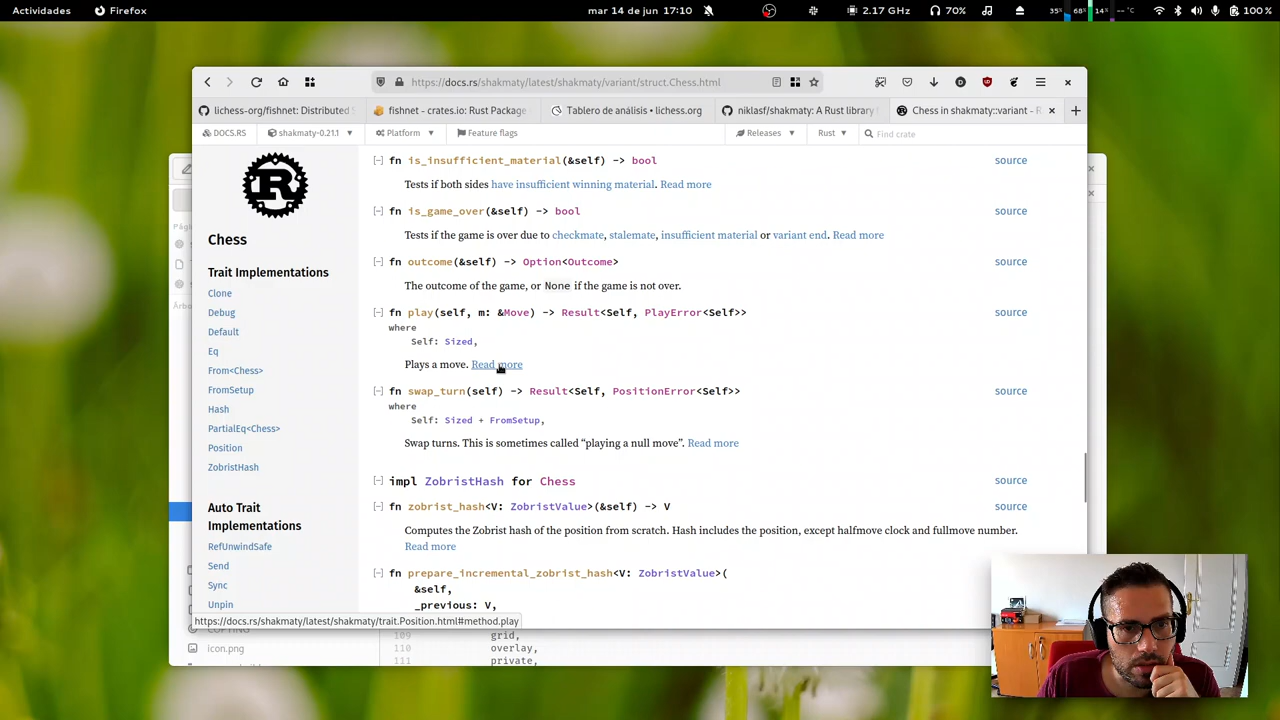 Actividades
Firefox
mar 14 de jun 17:10
2.17 GHz
70%
35%
68%
14%
-- °C
100 %
https://docs.rs/shakmaty/latest/shakmaty/variant/struct.Chess.html
lichess-org/fishnet: Distributed
fishnet - crates.io: Rust Package
Tablero de análisis • lichess.org
niklasf/shakmaty: A Rust library
Chess in shakmaty::variant - R
DOCS.RS
shakmaty-0.21.1
Platform
Feature flags
Releases
Rust
Find crate
Chess
Trait Implementations
Clone
Debug
Default
Eq
From<Chess>
FromSetup
Hash
PartialEq<Chess>
Position
ZobristHash
Auto Trait
Implementations
RefUnwindSafe
Send
Sync
Unpin
[-] fn is_insufficient_material(&self) -> bool source
Tests if both sides have insufficient winning material. Read more
[-] fn is_game_over(&self) -> bool source
Tests if the game is over due to checkmate, stalemate, insufficient material or variant end. Read more
[-] fn outcome(&self) -> Option<Outcome> source
The outcome of the game, or None if the game is not over.
[-] fn play(self, m: &Move) -> Result<Self, PlayError<Self>> source
where
Self: Sized,
Plays a move. Read more
[-] fn swap_turn(self) -> Result<Self, PositionError<Self>> source
where
Self: Sized + FromSetup,
Swap turns. This is sometimes called “playing a null move”. Read more
[-] impl ZobristHash for Chess source
[-] fn zobrist_hash<V: ZobristValue>(&self) -> V source
Computes the Zobrist hash of the position from scratch. Hash includes the position, except halfmove clock and fullmove number.
Read more
[-] fn prepare_incremental_zobrist_hash<V: ZobristValue>(
&self,
_previous: V,
https://docs.rs/shakmaty/latest/shakmaty/trait.Position.html#method.play
icon.png
109 grid,
110 overlay,
111 private,